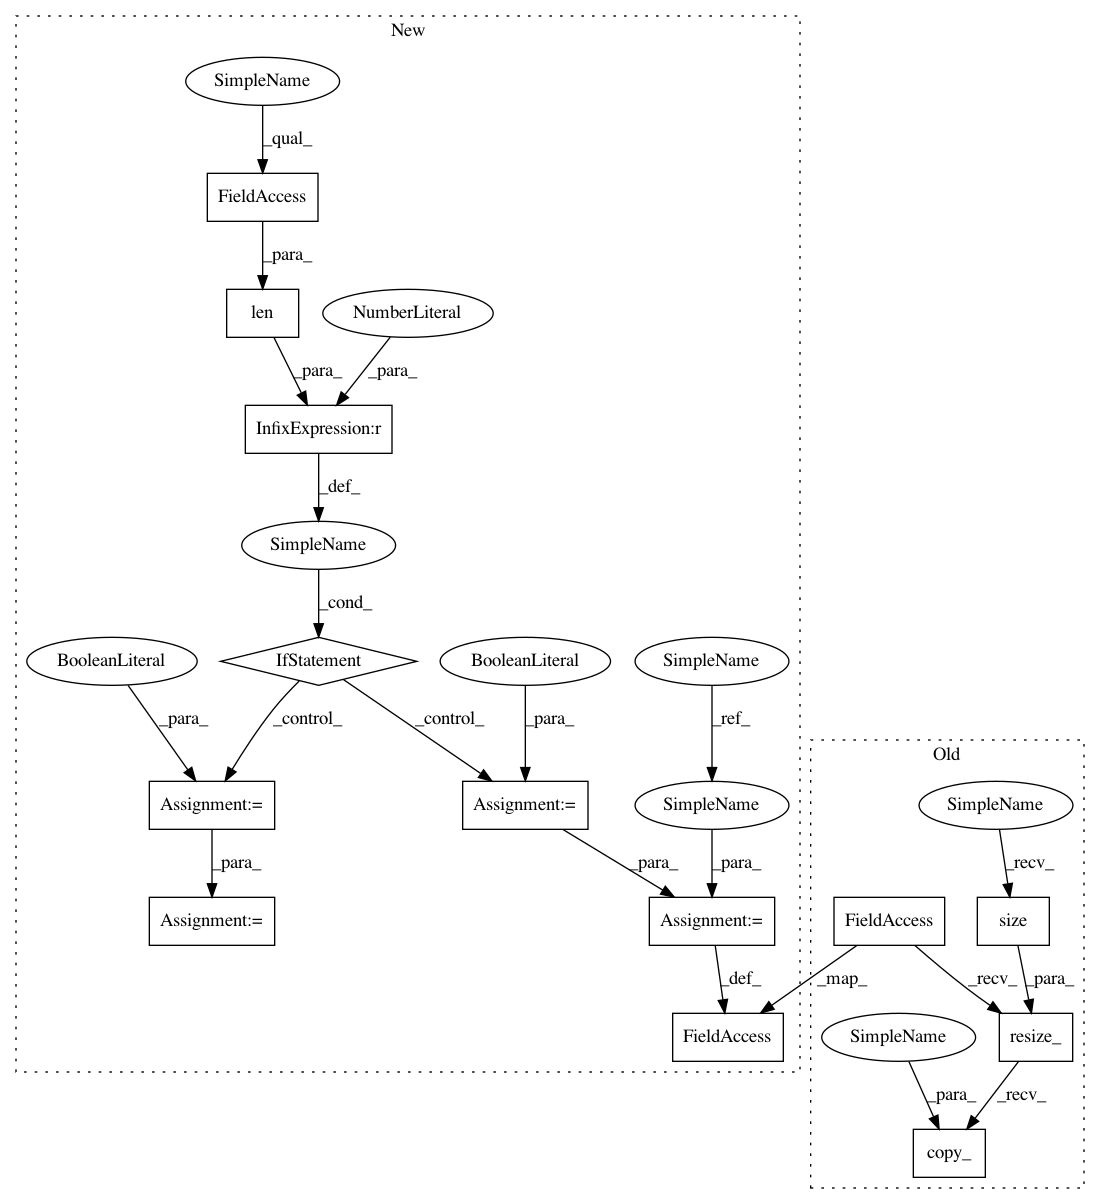 New
SimpleName
_qual_
FieldAccess
_para_
len
NumberLiteral
_para_
_para_
InfixExpression:r
_def_
SimpleName
_cond_
BooleanLiteral
IfStatement
BooleanLiteral
SimpleName
_para_
_control_
_control_
_para_
_ref_
Old
Assignment:=
Assignment:=
SimpleName
SimpleName
_para_
_para_
_para_
_recv_
Assignment:=
Assignment:=
FieldAccess
size
_def_
_map_
_recv_
_para_
FieldAccess
SimpleName
resize_
_para_
_recv_
copy_